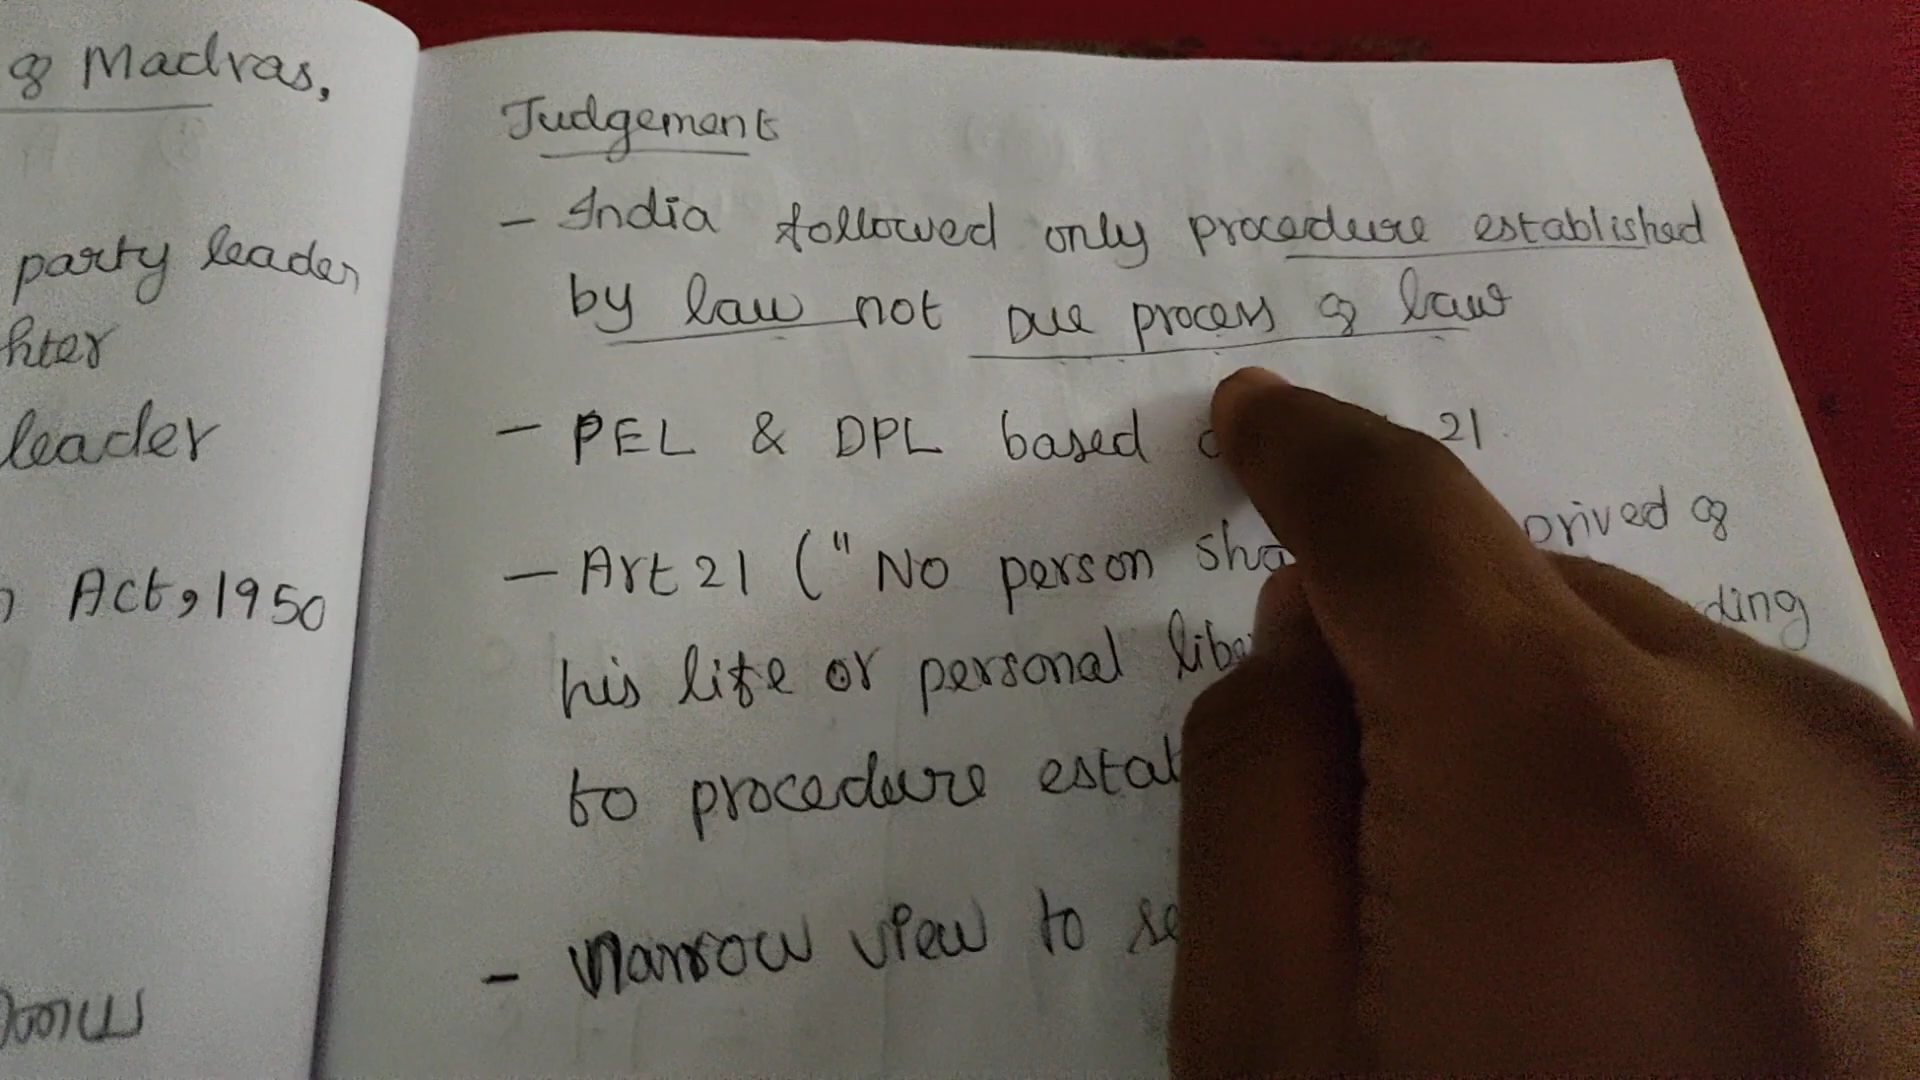 of Madras,
party leader,
leader
Act, 1950
Judgement
- India followed only procedure established
by law not Due process of law
- PEL & DPL based 21
- Art 21 (" No person of
his life or personal
to procedure
- Narrow view to